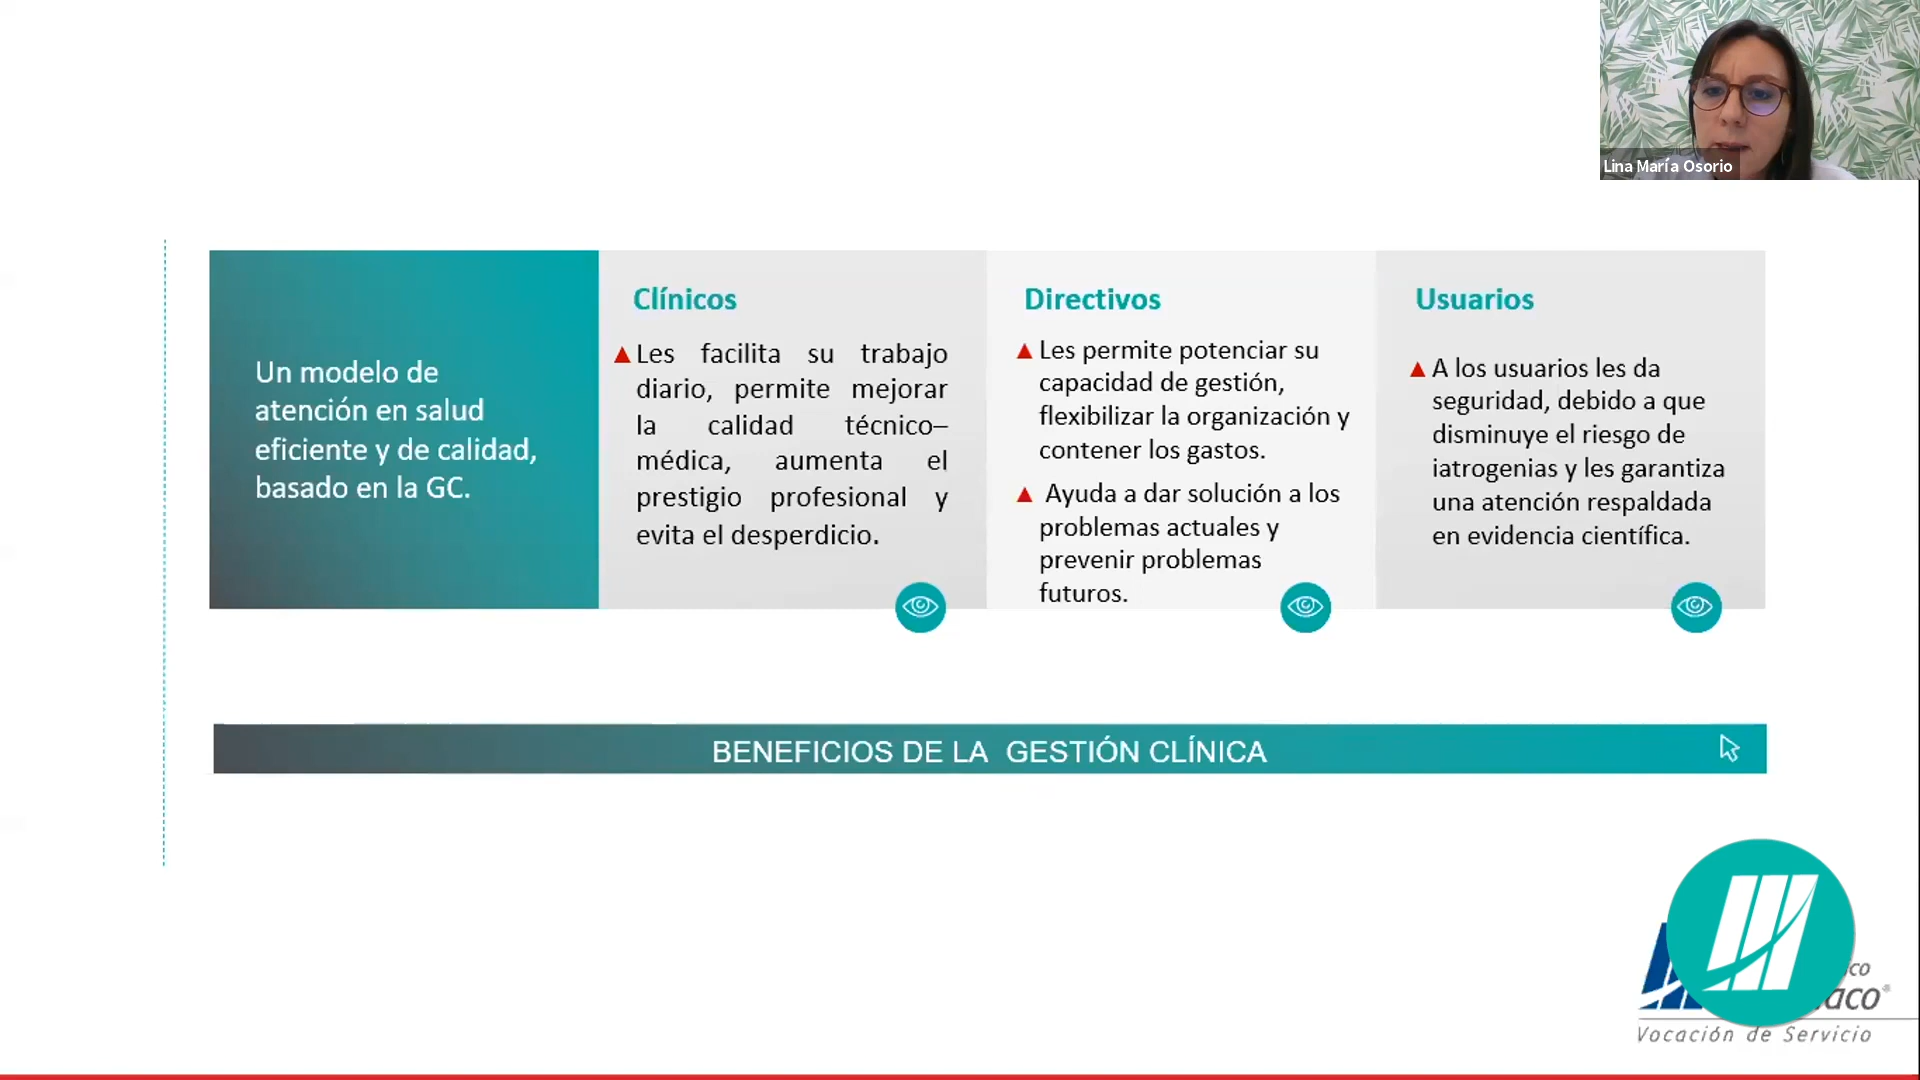 Lina María Osorio
Un modelo de
atención en salud
eficiente y de calidad,
basado en la GC.
Clínicos
Les facilita su trabajo
diario, permite mejorar
la calidad técnico–
médica, aumenta el
prestigio profesional y
evita el desperdicio.
Directivos
Les permite potenciar su
capacidad de gestión,
flexibilizar la organización y
contener los gastos.
Ayuda a dar solución a los
problemas actuales y
prevenir problemas
futuros.
Usuarios
A los usuarios les da
seguridad, debido a que
disminuye el riesgo de
iatrogenias y les garantiza
una atención respaldada
en evidencia científica.
BENEFICIOS DE LA GESTIÓN CLÍNICA
Vocación de Servicio